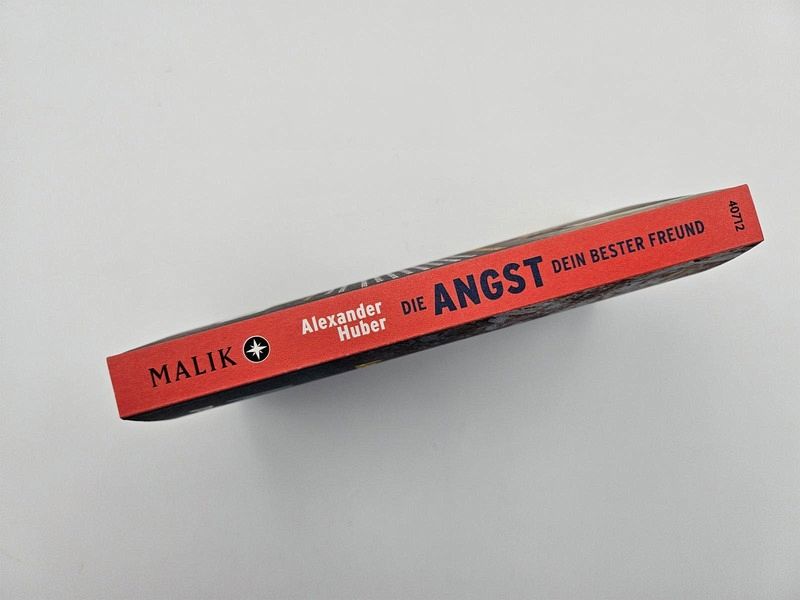 MALIK
Alexander
Huber
DIE ANGST DEIN BESTER FREUND
40712